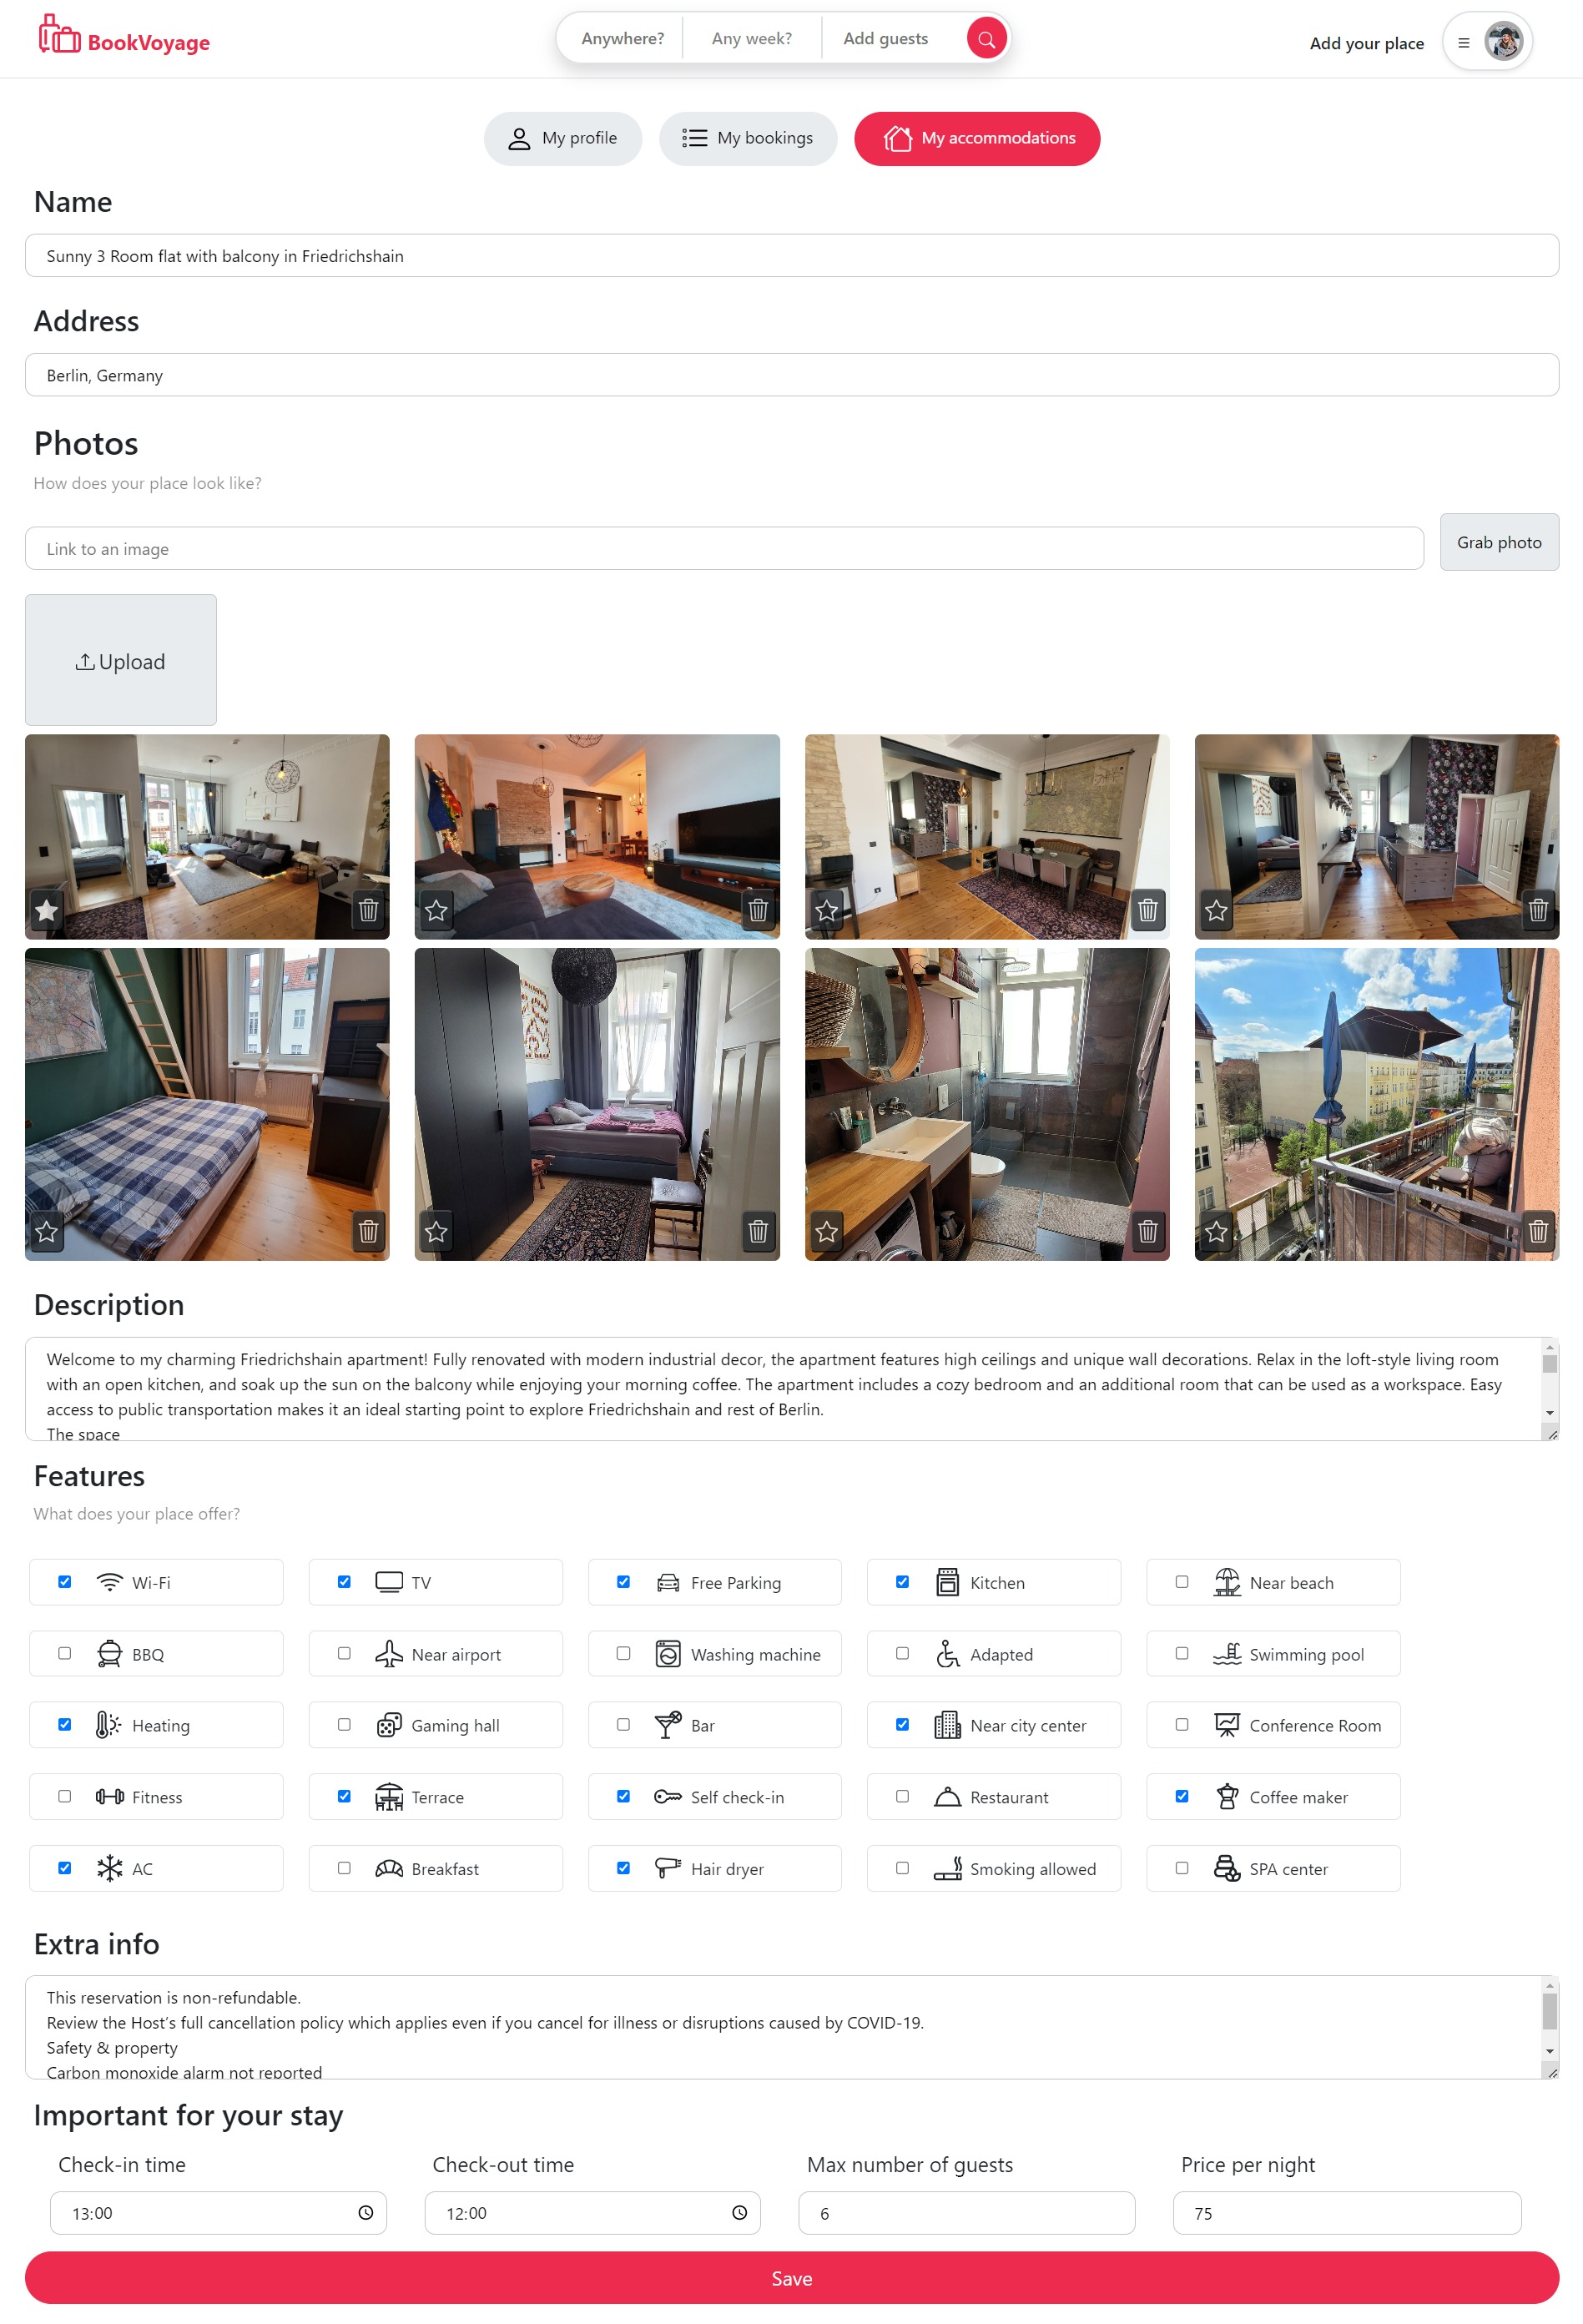 BookVoyage
Anywhere?
Any week?
Add guests
Add your place
My profile
My bookings
My accommodations
Name
Sunny 3 Room flat with balcony in Friedrichshain
Address
Berlin, Germany
Photos
How does your place look like?
Link to an image
Grab photo
Upload
Description
Welcome to my charming Friedrichshain apartment! Fully renovated with modern industrial decor, the apartment features high ceilings and unique wall decorations. Relax in the loft-style living room
with an open kitchen, and soak up the sun on the balcony while enjoying your morning coffee. The apartment includes a cozy bedroom and an additional room that can be used as a workspace. Easy
access to public transportation makes it an ideal starting point to explore Friedrichshain and rest of Berlin.
The space
Features
What does your place offer?
Wi-Fi
TV
Free Parking
Kitchen
Near beach
BBQ
Near airport
Washing machine
Adapted
Swimming pool
Heating
Gaming hall
Bar
Near city center
Conference Room
Fitness
Terrace
Self check-in
Restaurant
Coffee maker
AC
Breakfast
Hair dryer
Smoking allowed
SPA center
Extra info
This reservation is non-refundable.
Review the Host's full cancellation policy which applies even if you cancel for illness or disruptions caused by COVID-19.
Safety & property
Carbon monoxide alarm not reported
Important for your stay
Check-in time
Check-out time
Max number of guests
Price per night
13:00
12:00
6
75
Save